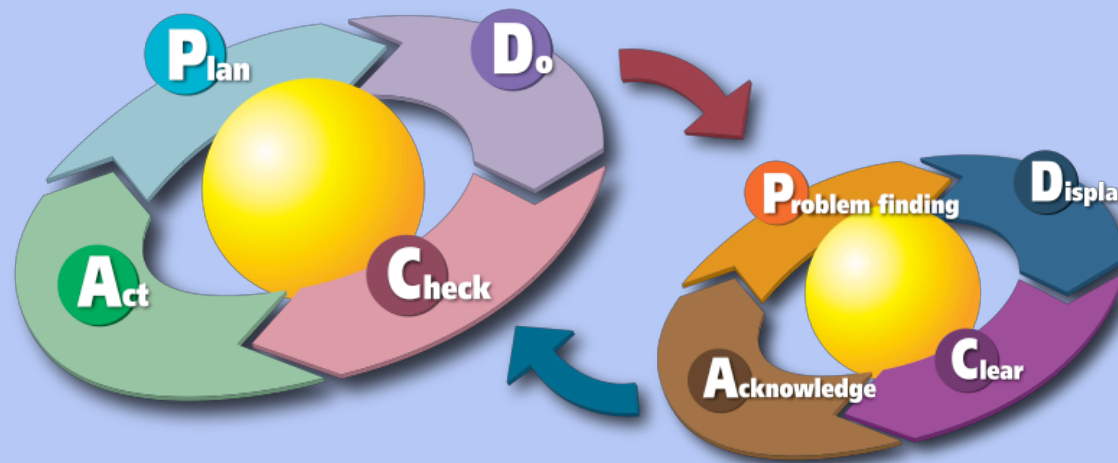 Plan
Do
Check
Act
Problem finding
Displa
Clear
Acknowledge